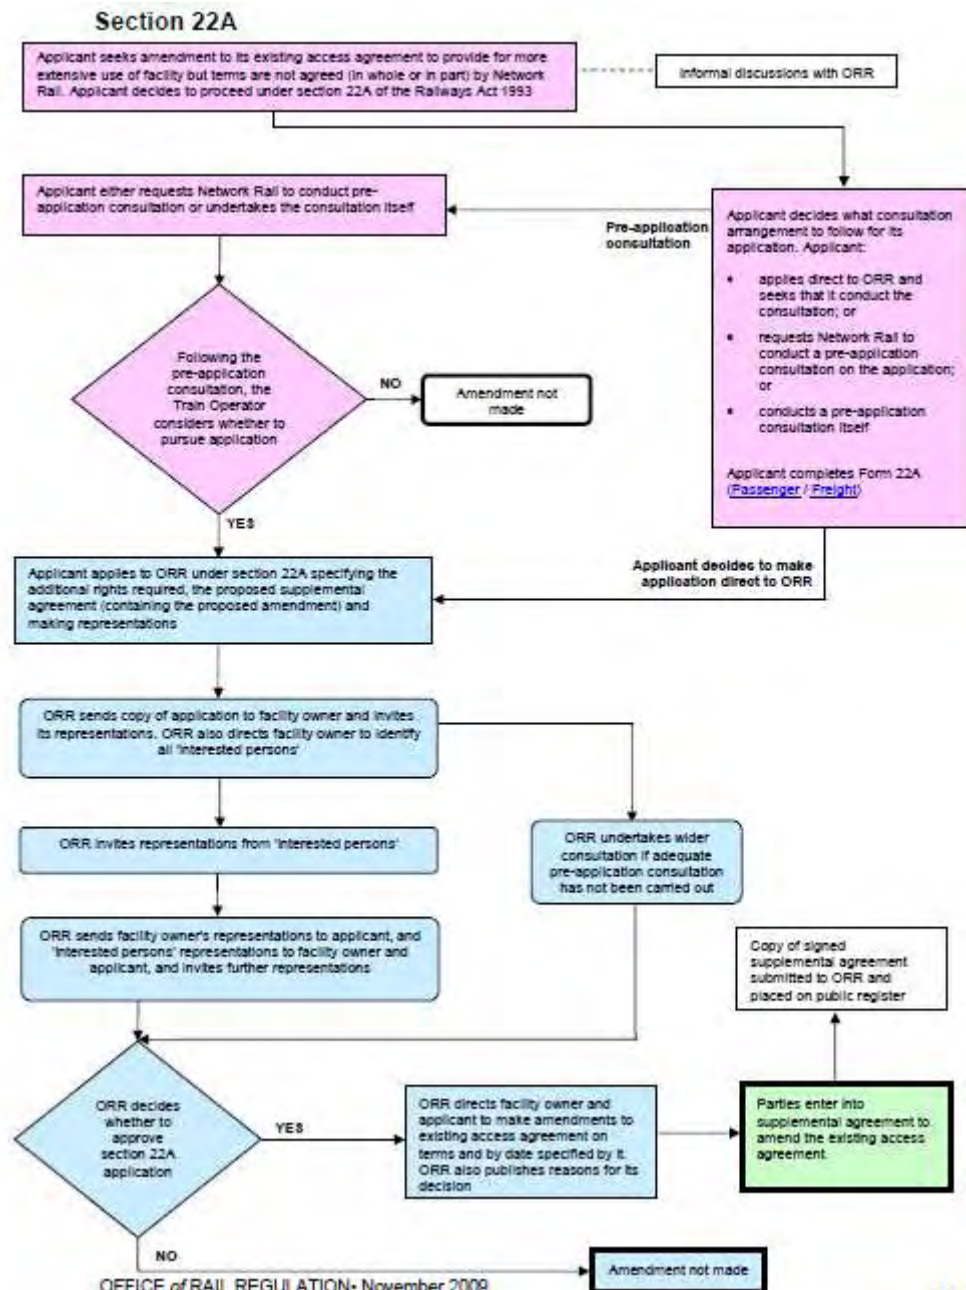 Section 22A
Applicant seeks amendment to its existing access agreement to provide for more
extensive use of facility but terms are not agreed (in whole or in part) by Network
Rail. Applicant decides to proceed under section 22A of the Railways Act 1993
Informal discussions with ORR
Applicant either requests Network Rail to conduct pre-
application consultation or undertakes the consultation itself
Pre-application
consultation
Applicant decides what consultation
arrangement to follow for its
application. Applicant:
• applies direct to ORR and
seeks that it conduct the
consultation; or
• requests Network Rail to
conduct a pre-application
consultation on the application;
or
• conducts a pre-application
consultation itself
Applicant completes Form 22A
(Passenger / Freight)
Following the
pre-application
consultation, the
Train Operator
considers whether to
pursue application
NO
Amendment not
made
YES
Applicant decides to make
application direct to ORR
Applicant applies to ORR under section 22A specifying the
additional rights required, the proposed supplemental
agreement (containing the proposed amendment) and
making representations
ORR sends copy of application to facility owner and invites
its representations. ORR also directs facility owner to identify
all 'interested persons'
ORR invites representations from 'interested persons'
ORR undertakes wider
consultation if adequate
pre-application consultation
has not been carried out
ORR sends facility owner's representations to applicant, and
'interested persons' representations to facility owner and
applicant, and invites further representations
Copy of signed
supplemental agreement
submitted to ORR and
placed on public register
ORR decides
whether to
approve
section 22A
application
YES
ORR directs facility owner and
applicant to make amendments to
existing access agreement on
terms and by date specified by it.
ORR also publishes reasons for its
decision
Parties enter into
supplemental agreement to
amend the existing access
agreement.
NO
Amendment not made
OFFICE of RAIL REGULATION• November 2009